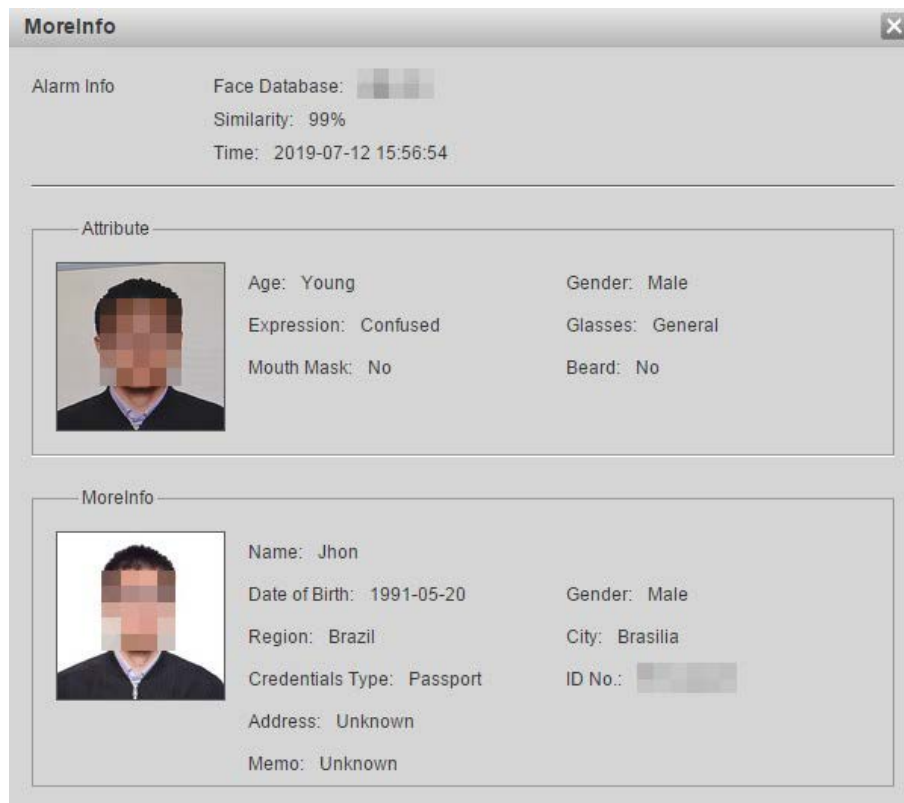 MoreInfo
Alarm Info
Face Database:
Similarity: 99%
Time: 2019-07-12 15:56:54
Attribute
Age: Young Gender: Male
Expression: Confused Glasses: General
Mouth Mask: No Beard: No
MoreInfo
Name: Jhon
Date of Birth: 1991-05-20 Gender: Male
Region: Brazil City: Brasilia
Credentials Type: Passport ID No.:
Address: Unknown
Memo: Unknown